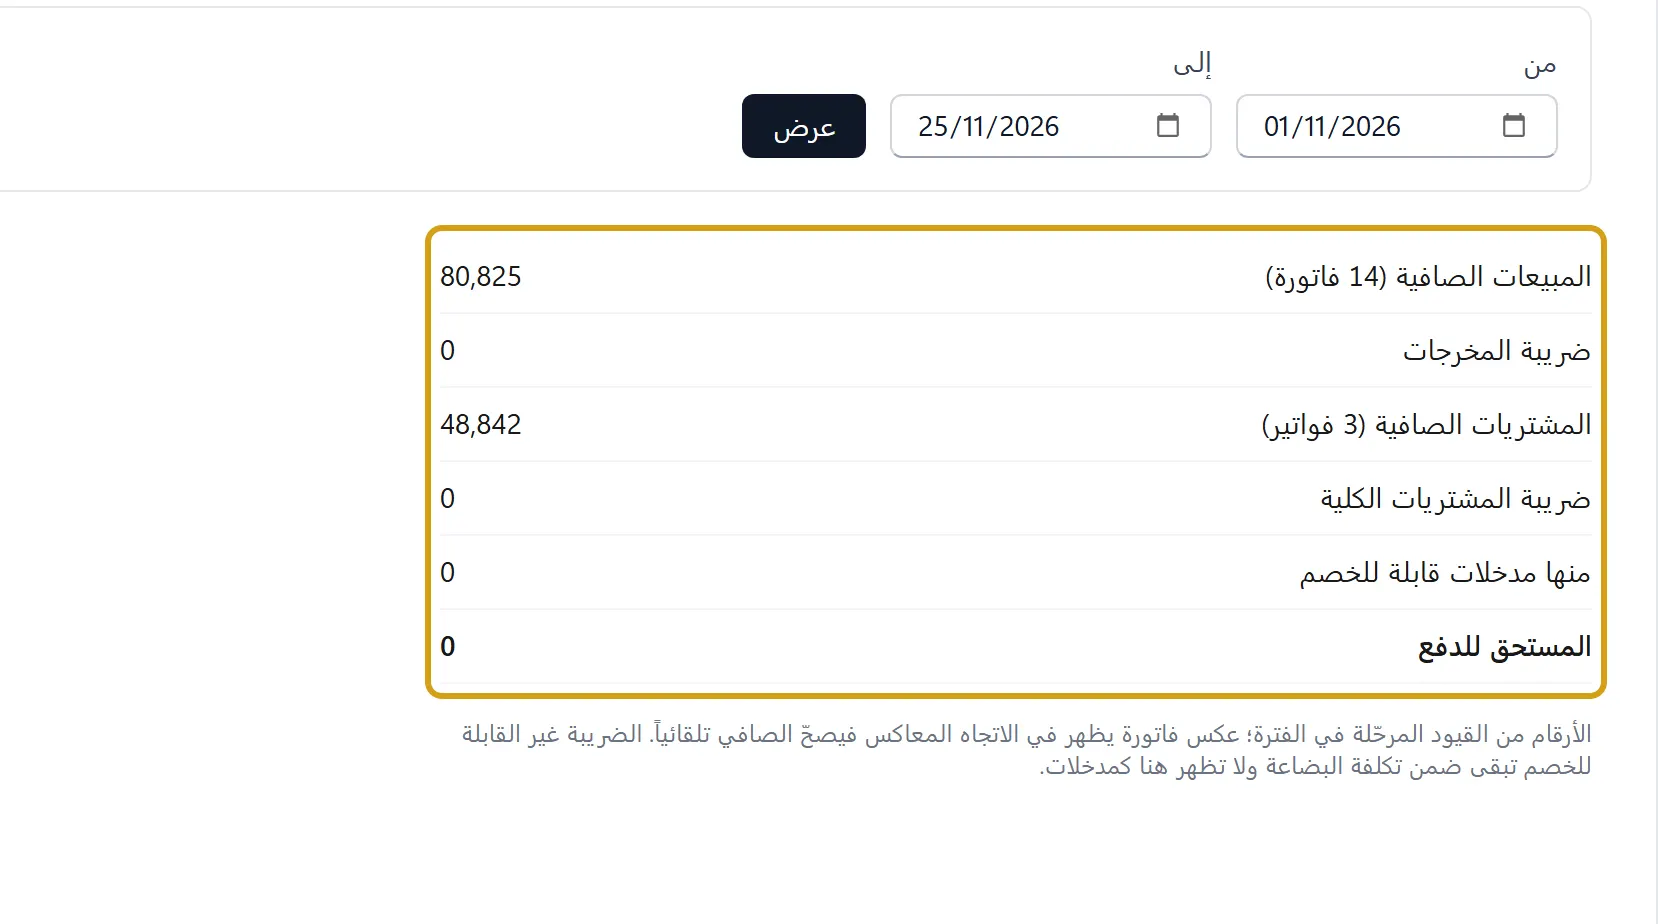 من
إلى
01/11/2026
25/11/2026
عرض
المبيعات الصافية (14 فاتورة) 80,825
ضريبة المخرجات 0
المشتريات الصافية (3 فواتير) 48,842
ضريبة المشتريات الكلية 0
منها مدخلات قابلة للخصم 0
المستحق للدفع 0
الأرقام من القيود المرحّلة في الفترة؛ عكس فاتورة يظهر في الاتجاه المعاكس فيصحّ الصافي تلقائياً. الضريبة غير القابلة
للخصم تبقى ضمن تكلفة البضاعة ولا تظهر هنا كمدخلات.